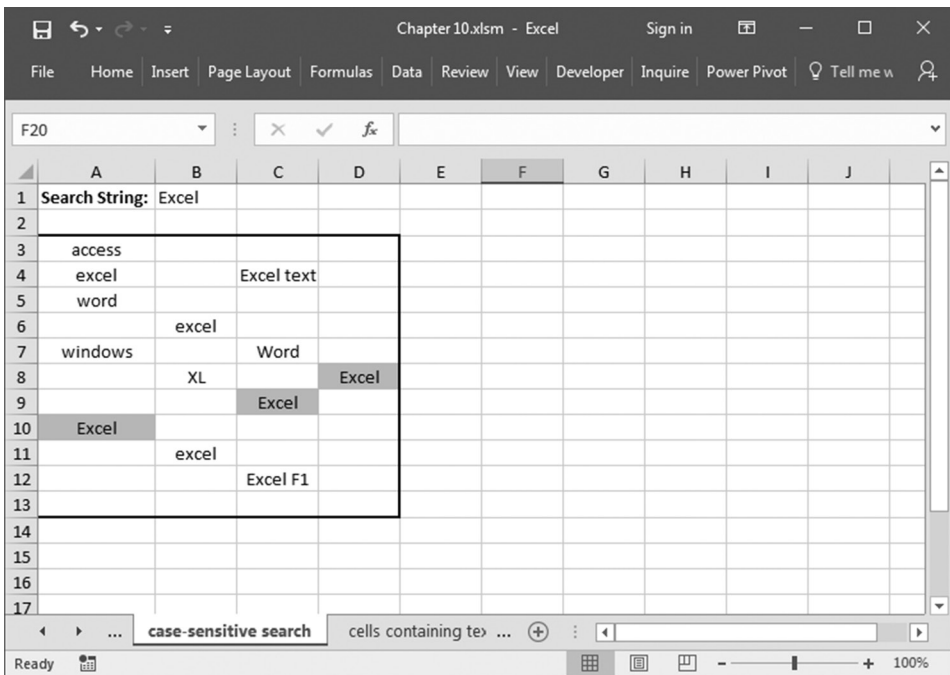 Chapter 10.xlsm - Excel Sign in
File Home Insert Page Layout Formulas Data Review View Developer Inquire Power Pivot Tell me w
F20 fx
A B C D E F G H I J
1 Search String: Excel
2
3 access
4 excel Excel text
5 word
6 excel
7 windows Word
8 XL Excel
9 Excel
10 Excel
11 excel
12 Excel F1
13
14
15
16
17
... case-sensitive search cells containing tex ...
Ready 100%